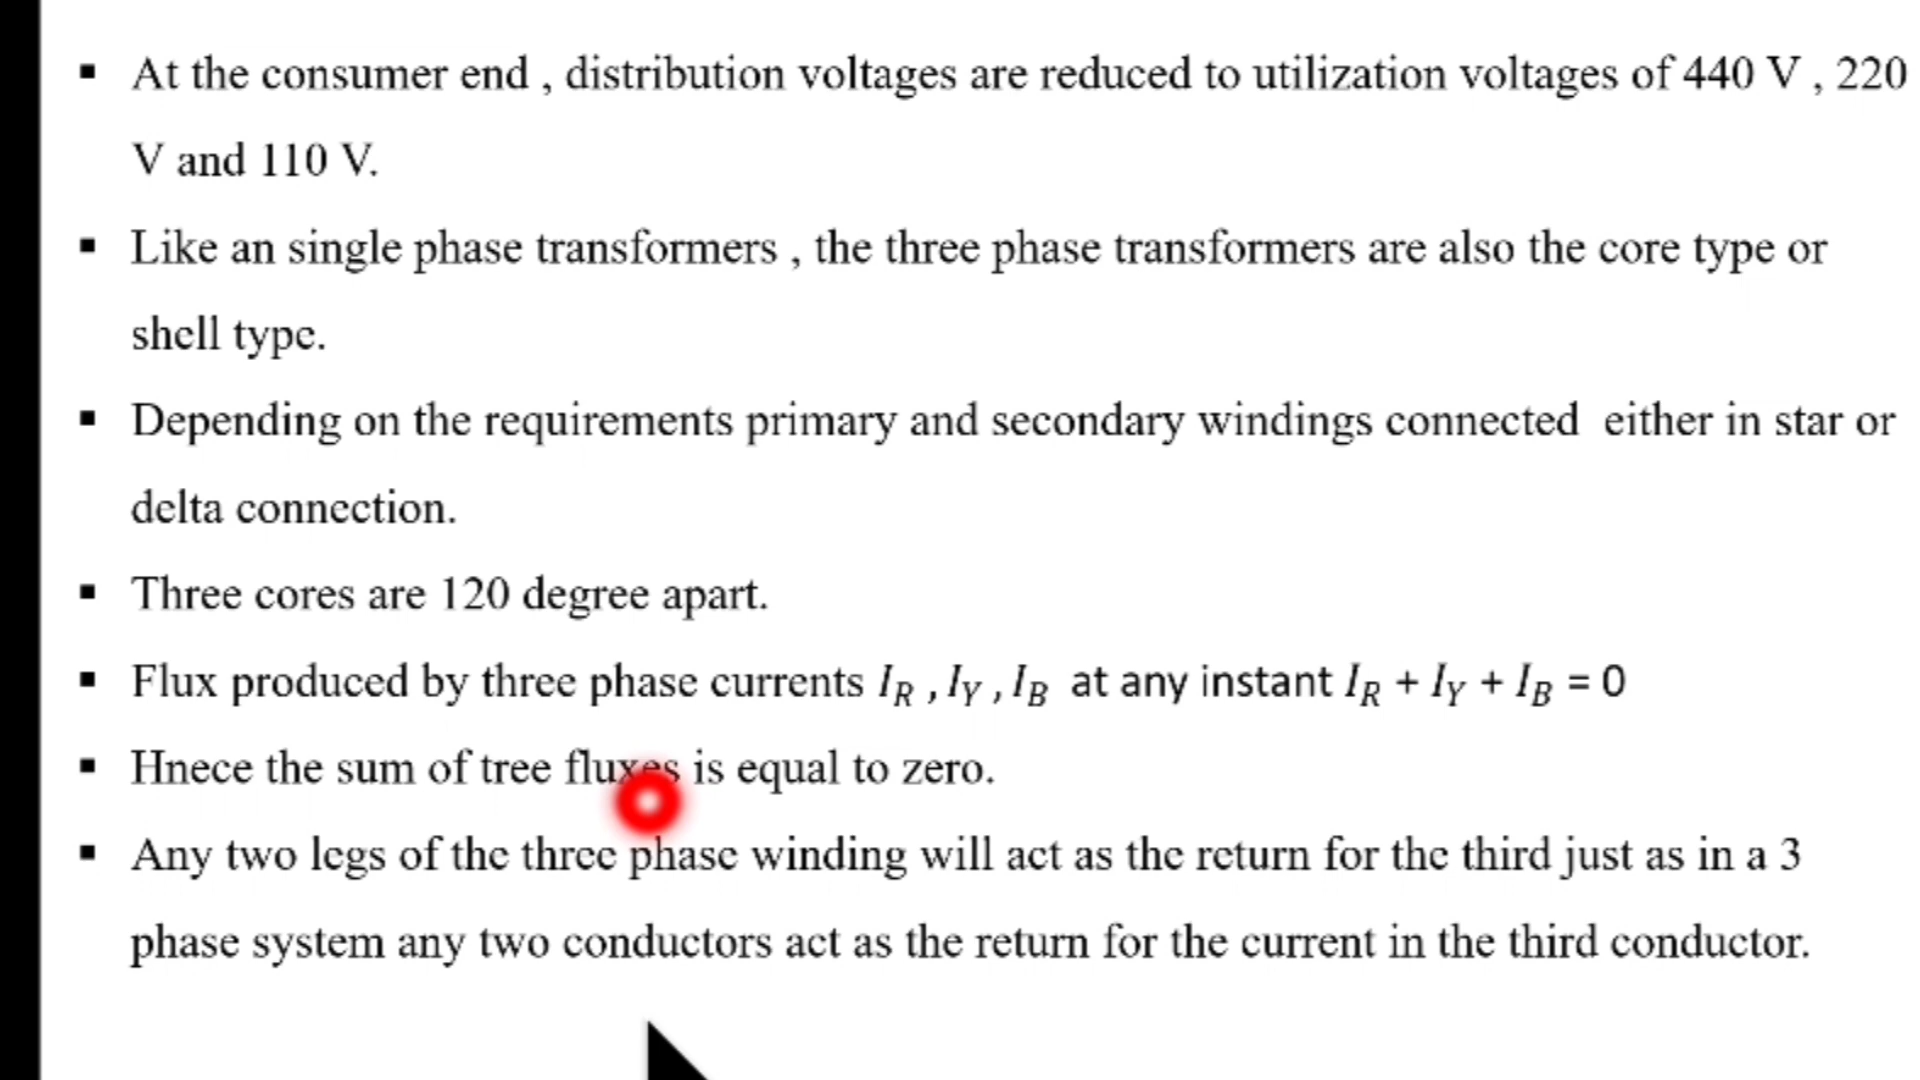 ▪ At the consumer end , distribution voltages are reduced to utilization voltages of 440 V , 220
V and 110 V.
▪ Like an single phase transformers , the three phase transformers are also the core type or
shell type.
▪ Depending on the requirements primary and secondary windings connected either in star or
delta connection.
▪ Three cores are 120 degree apart.
▪ Flux produced by three phase currents I_R , I_Y , I_B at any instant I_R + I_Y + I_B = 0
▪ Hnece the sum of tree fluxes is equal to zero.
▪ Any two legs of the three phase winding will act as the return for the third just as in a 3
phase system any two conductors act as the return for the current in the third conductor.